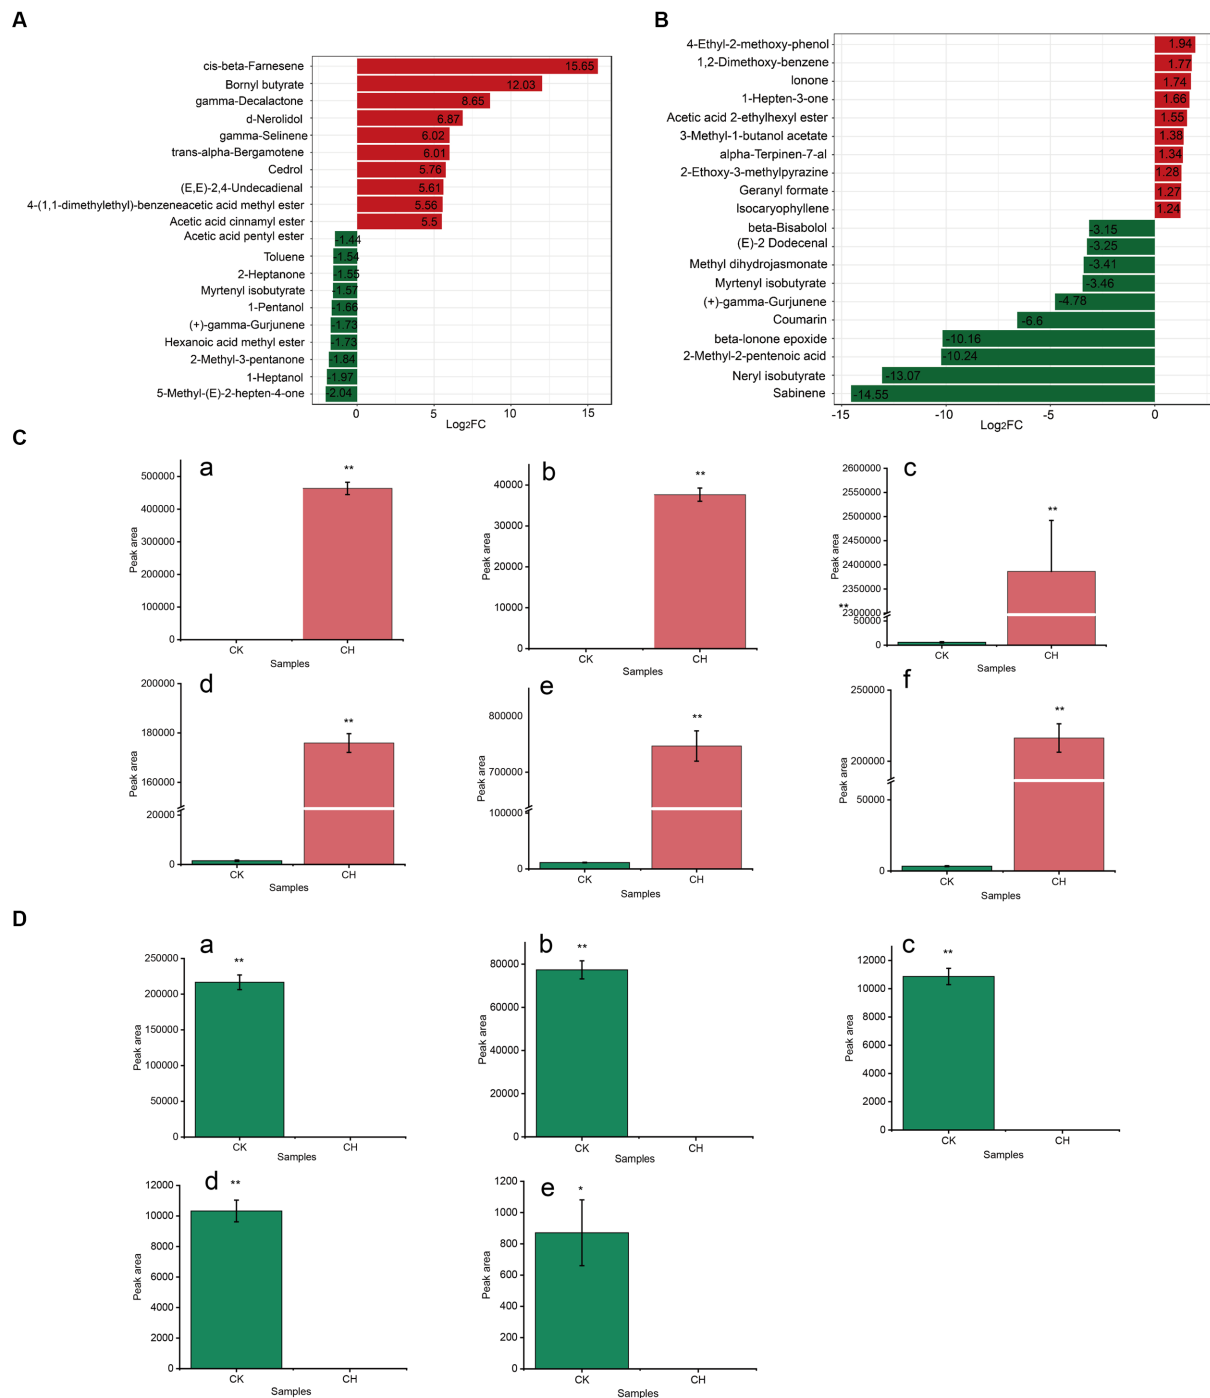 A
cis-beta-Farnesene 15.65
Bornyl butyrate 12.03
gamma-Decalactone 8.65
d-Nerolidol 6.87
gamma-Selinene 6.02
trans-alpha-Bergamotene 6.01
Cedrol 5.76
(E,E)-2,4-Undecadienal 5.61
4-(1,1-dimethylethyl)-benzeneacetic acid methyl ester 5.56
Acetic acid cinnamyl ester 5.5
Acetic acid pentyl ester -1.44
Toluene -1.54
2-Heptanone -1.55
Myrtenyl isobutyrate -1.57
1-Pentanol -1.66
(+)-gamma-Gurjunene -1.73
Hexanoic acid methyl ester -1.73
2-Methyl-3-pentanone -1.84
1-Heptanol -1.97
5-Methyl-(E)-2-hepten-4-one -2.04
0 5 10 15
Log2FC
B
4-Ethyl-2-methoxy-phenol 1.94
1,2-Dimethoxy-benzene 1.77
Ionone 1.74
1-Hepten-3-one 1.66
Acetic acid 2-ethylhexyl ester 1.55
3-Methyl-1-butanol acetate 1.38
alpha-Terpinen-7-al 1.34
2-Ethoxy-3-methylpyrazine 1.28
Geranyl formate 1.27
Isocaryophyllene 1.24
beta-Bisabolol -3.15
(E)-2 Dodecenal -3.25
Methyl dihydrojasmonate -3.41
Myrtenyl isobutyrate -3.46
(+)-gamma-Gurjunene -4.78
Coumarin -6.6
beta-Ionone epoxide -10.16
2-Methyl-2-pentenoic acid -10.24
Neryl isobutyrate -13.07
Sabinene -14.55
-15 -10 -5 0
Log2FC
C
a
**
500000
400000
300000
200000
100000
0
Peak area
CK CH
Samples
b
**
40000
30000
20000
10000
0
Peak area
CK CH
Samples
c
**
**
2600000
2550000
2500000
2450000
2400000
2350000
2300000
50000
0
Peak area
CK CH
Samples
d
**
200000
180000
160000
20000
0
Peak area
CK CH
Samples
e
**
800000
700000
100000
0
Peak area
CK CH
Samples
f
**
250000
200000
50000
0
Peak area
CK CH
Samples
D
a
**
250000
200000
150000
100000
50000
0
Peak area
CK CH
Samples
b
**
80000
60000
40000
20000
0
Peak area
CK CH
Samples
c
**
12000
10000
8000
6000
4000
2000
0
Peak area
CK CH
Samples
d
**
12000
10000
8000
6000
4000
2000
0
Peak area
CK CH
Samples
e
*
1200
1000
800
600
400
200
0
Peak area
CK CH
Samples